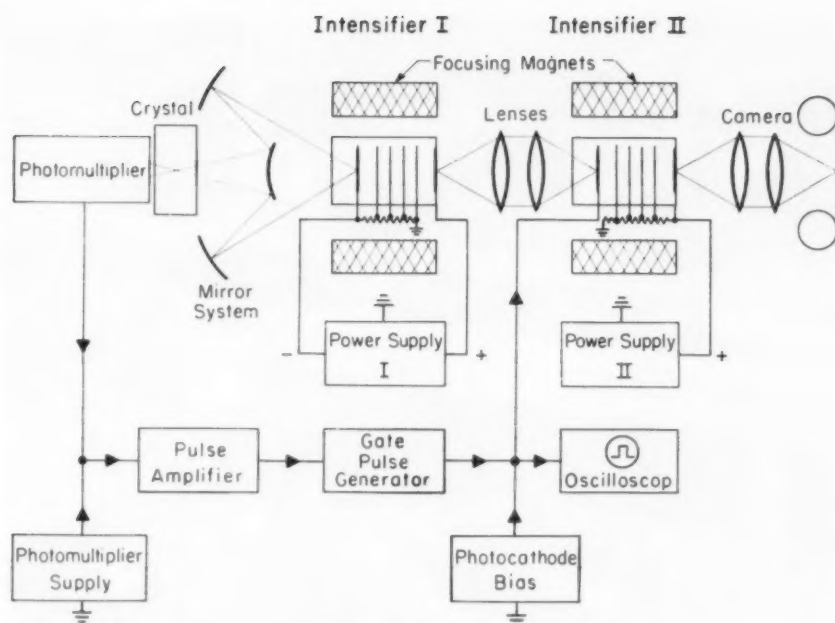 Intensifier I
Intensifier II
Focusing Magnets
Crystal
Lenses
Camera
Photomultiplier
Mirror
System
Power Supply
I
- +
Power Supply
II
+
Pulse
Amplifier
Gate
Pulse
Generator
Oscilloscop
Photomultiplier
Supply
Photocathode
Bias